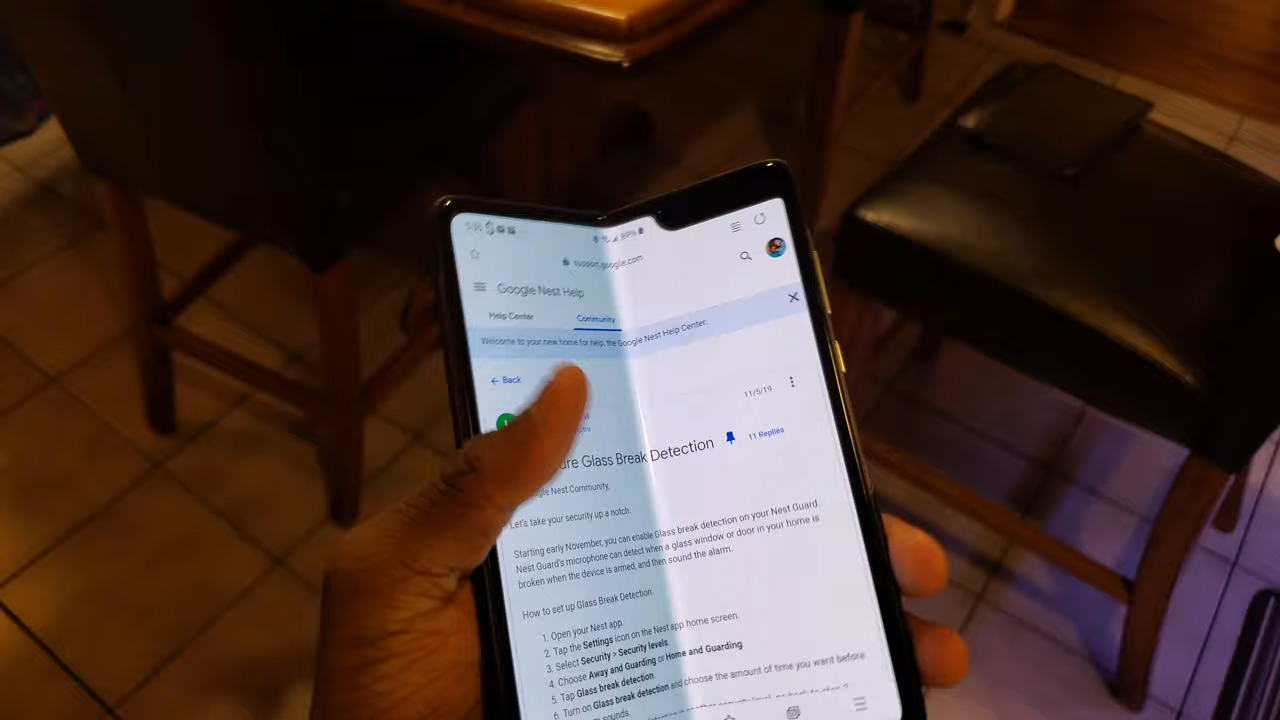 89%
support.google.com
Google Nest Help
Help Center Community
Welcome to your new home for help, the Google Nest Help Center.
← Back
11/5/19
ure Glass Break Detection 11 Replies
gle Nest Community,
Let's take your security up a notch.
Starting early November, you can enable Glass break detection on your Nest Guard.
Nest Guard's microphone can detect when a glass window or door in your home is
broken when the device is armed, and then sound the alarm.
How to set up Glass Break Detection:
1. Open your Nest app.
2. Tap the Settings icon on the Nest app home screen.
3. Select Security > Security levels.
4. Choose Away and Guarding or Home and Guarding.
5. Tap Glass break detection.
6. Turn on Glass break detection and choose the amount of time you want before
sounds.